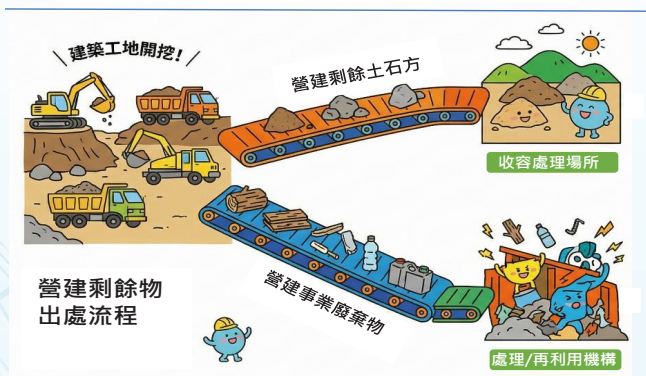 建築工地開挖!
營建剩餘土石方
收容處理場所
營建剩餘物
出處流程
營建事業廢棄物
處理/再利用機構